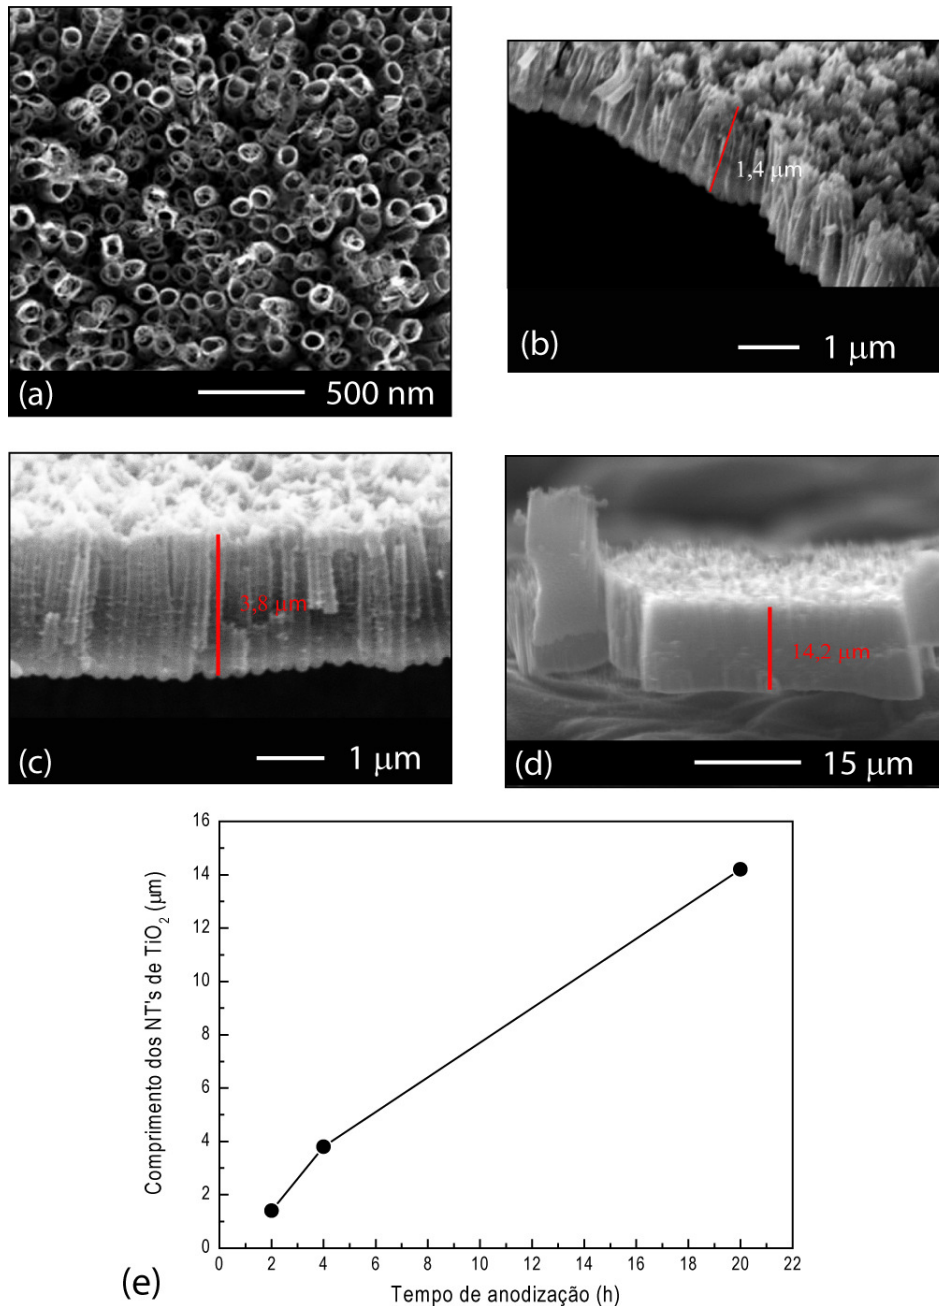 (a) 500 nm
1,4 μm
(b) 1 μm
3,8 μm
(c) 1 μm
14,2 μm
(d) 15 μm
16
14
12
10
8
6
4
2
0
Comprimento dos NT's de TiO₂ (μm)
0 2 4 6 8 10 12 14 16 18 20 22
Tempo de anodização (h)
(e)